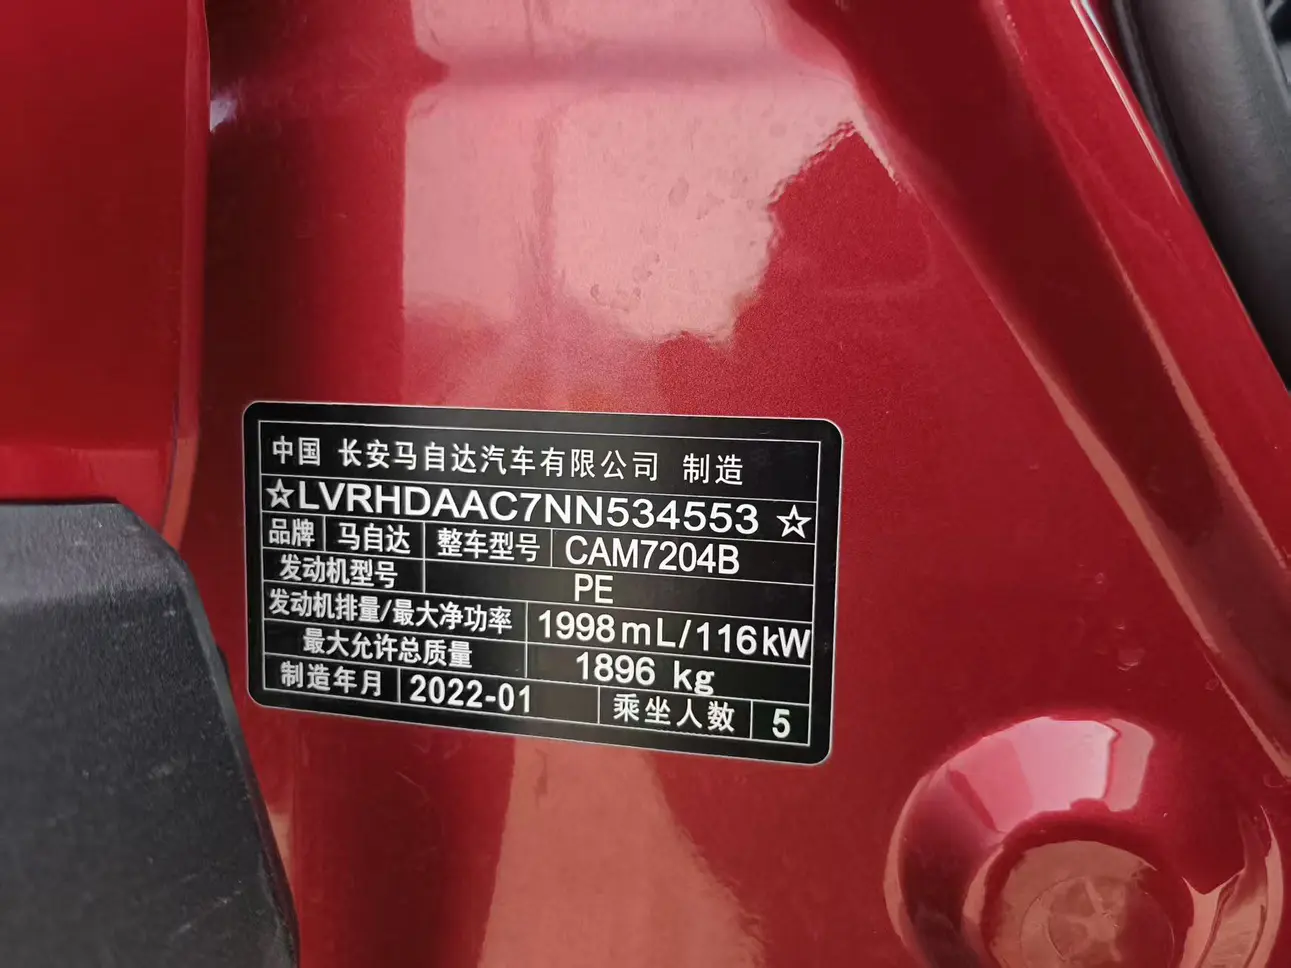 中国 长安马自达汽车有限公司 制造
☆LVRHDAAC7NN534553☆
品牌 马自达 整车型号 CAM7204B
发动机型号 PE
发动机排量/最大净功率 1998mL/116kW
最大允许总质量 1896 kg
制造年月 2022-01 乘坐人数 5